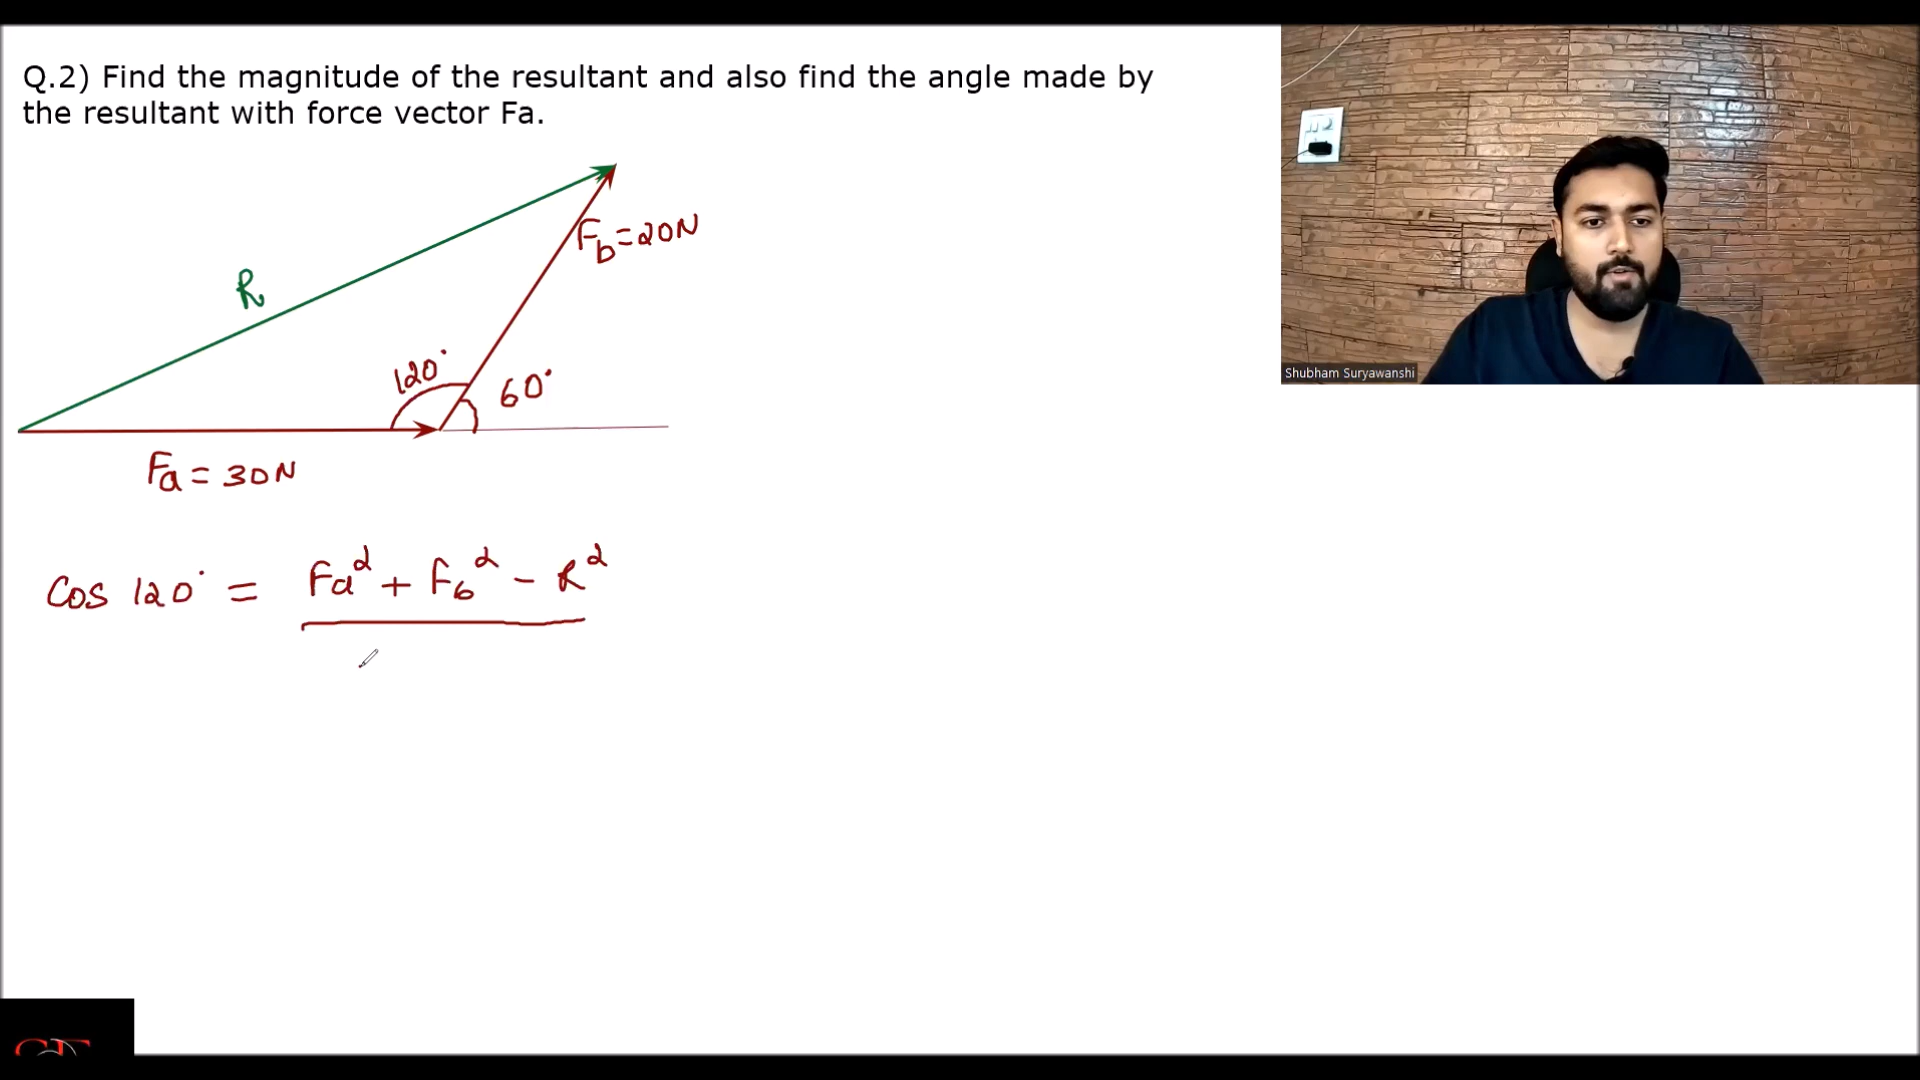 Q.2) Find the magnitude of the resultant and also find the angle made by
the resultant with force vector Fa.
R
Fb=20N
120°
60°
Fa = 30N
Cos 120° = Fa² + Fb² - R²
Shubham Suryawanshi